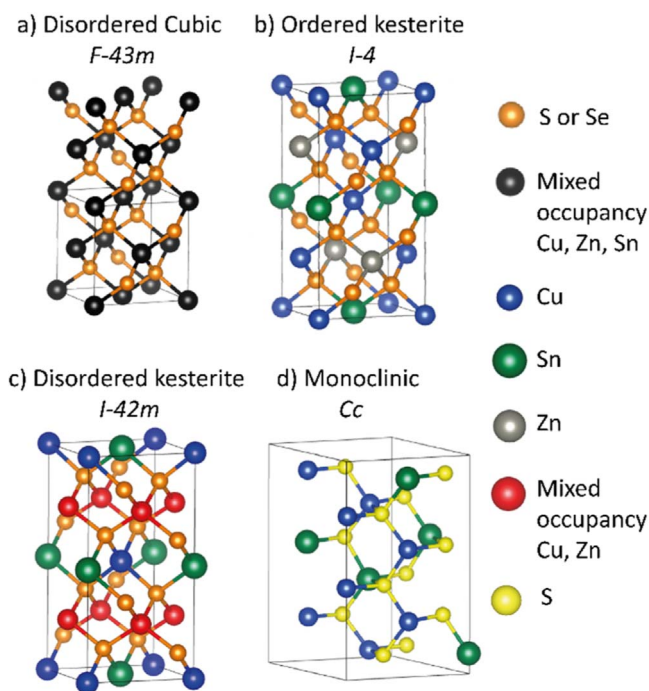 a) Disordered Cubic
F-43m
b) Ordered kesterite
I-4
S or Se
Mixed
occupancy
Cu, Zn, Sn
Cu
Sn
c) Disordered kesterite
I-42m
d) Monoclinic
Cc
Zn
Mixed
occupancy
Cu, Zn
S